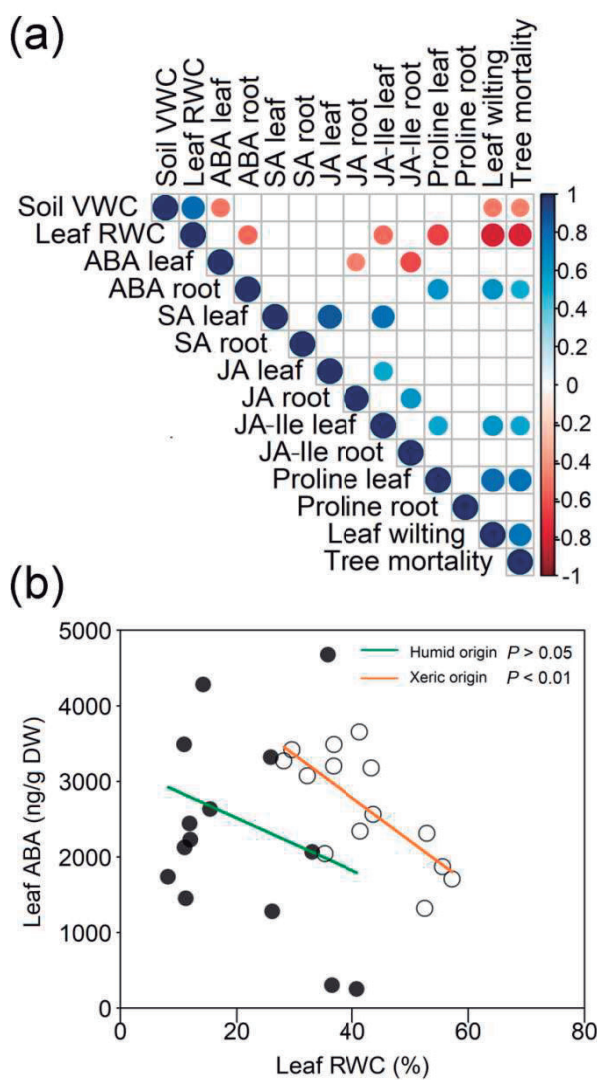 (a)
Soil VWC
Leaf RWC
ABA leaf
ABA root
SA leaf
SA root
JA leaf
JA root
JA-Ile leaf
JA-Ile root
Proline leaf
Proline root
Leaf wilting
Tree mortality
Soil VWC
Leaf RWC
ABA leaf
ABA root
SA leaf
SA root
JA leaf
JA root
JA-Ile leaf
JA-Ile root
Proline leaf
Proline root
Leaf wilting
Tree mortality
1
0.8
0.6
0.4
0.2
0
-0.2
-0.4
-0.6
-0.8
-1
(b)
5000
4000
3000
2000
1000
0
Leaf ABA (ng/g DW)
Humid origin P > 0.05
Xeric origin P < 0.01
0 20 40 60 80
Leaf RWC (%)